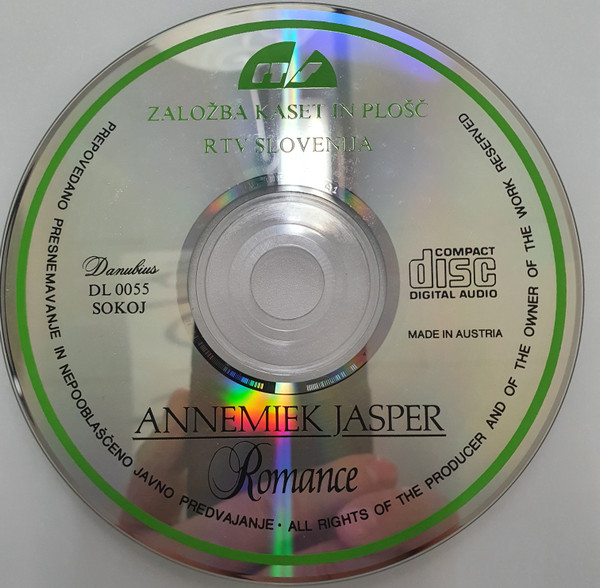 RTVS
ZALOŽBA KASET IN PLOŠČ
RTV SLOVENIJA
Danubius
DL 0055
SOKOJ
COMPACT
disc
DIGITAL AUDIO
MADE IN AUSTRIA
ANNEMIEK JASPER
Romance
PREPOVEDANO PRESNEMAVANJE IN NEPOOBLAŠČENO JAVNO PREDVAJANJE · ALL RIGHTS OF THE PRODUCER AND OF THE OWNER OF THE WORK RESERVED